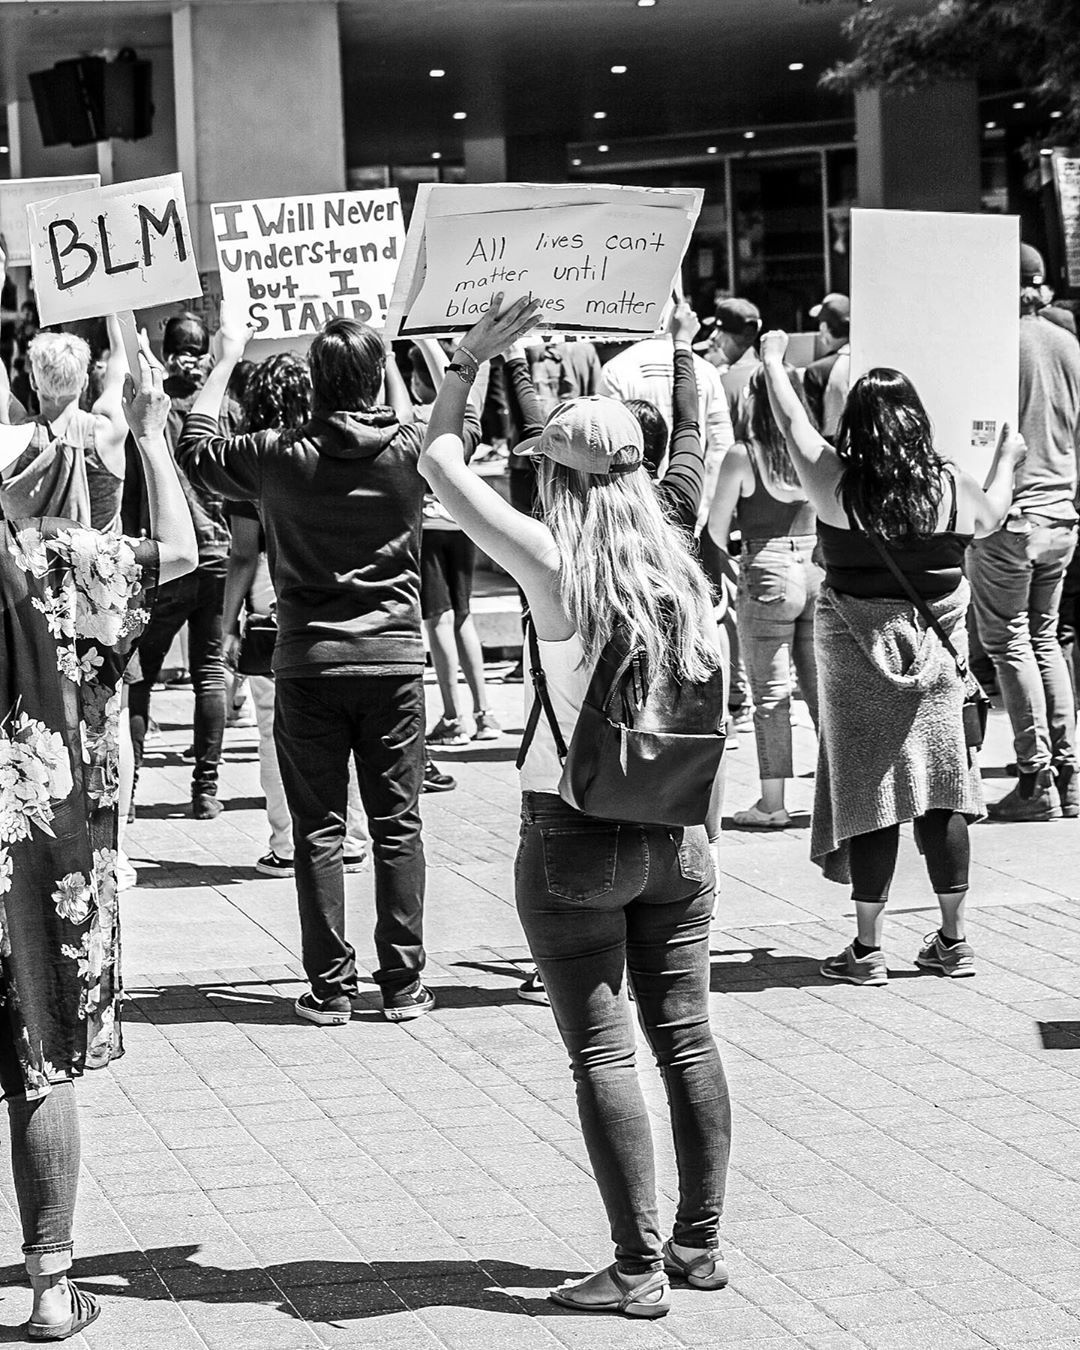 BLM
I Will Never
Understand
but I
STAND!
All lives can't
matter until
black lives matter